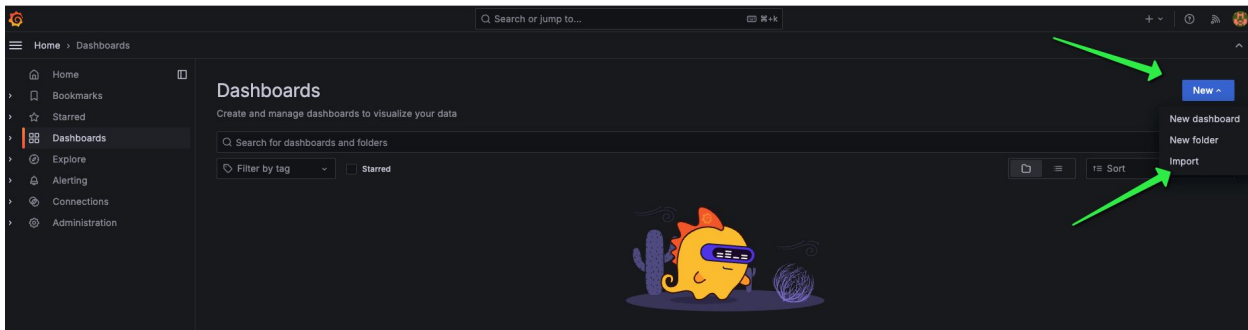 Search or jump to... ⌘+k
Home › Dashboards
Home
Bookmarks
Starred
Dashboards
Explore
Alerting
Connections
Administration
Dashboards
Create and manage dashboards to visualize your data
New
New dashboard
New folder
Import
Search for dashboards and folders
Filter by tag
Starred
Sort